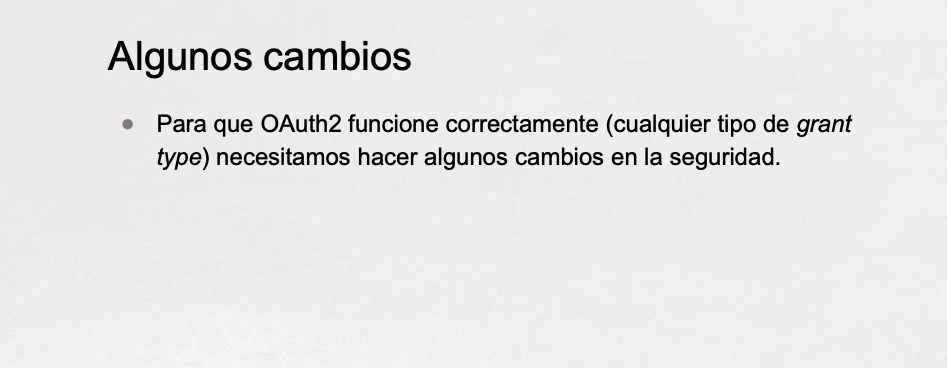 Algunos cambios
Para que OAuth2 funcione correctamente (cualquier tipo de grant
type) necesitamos hacer algunos cambios en la seguridad.